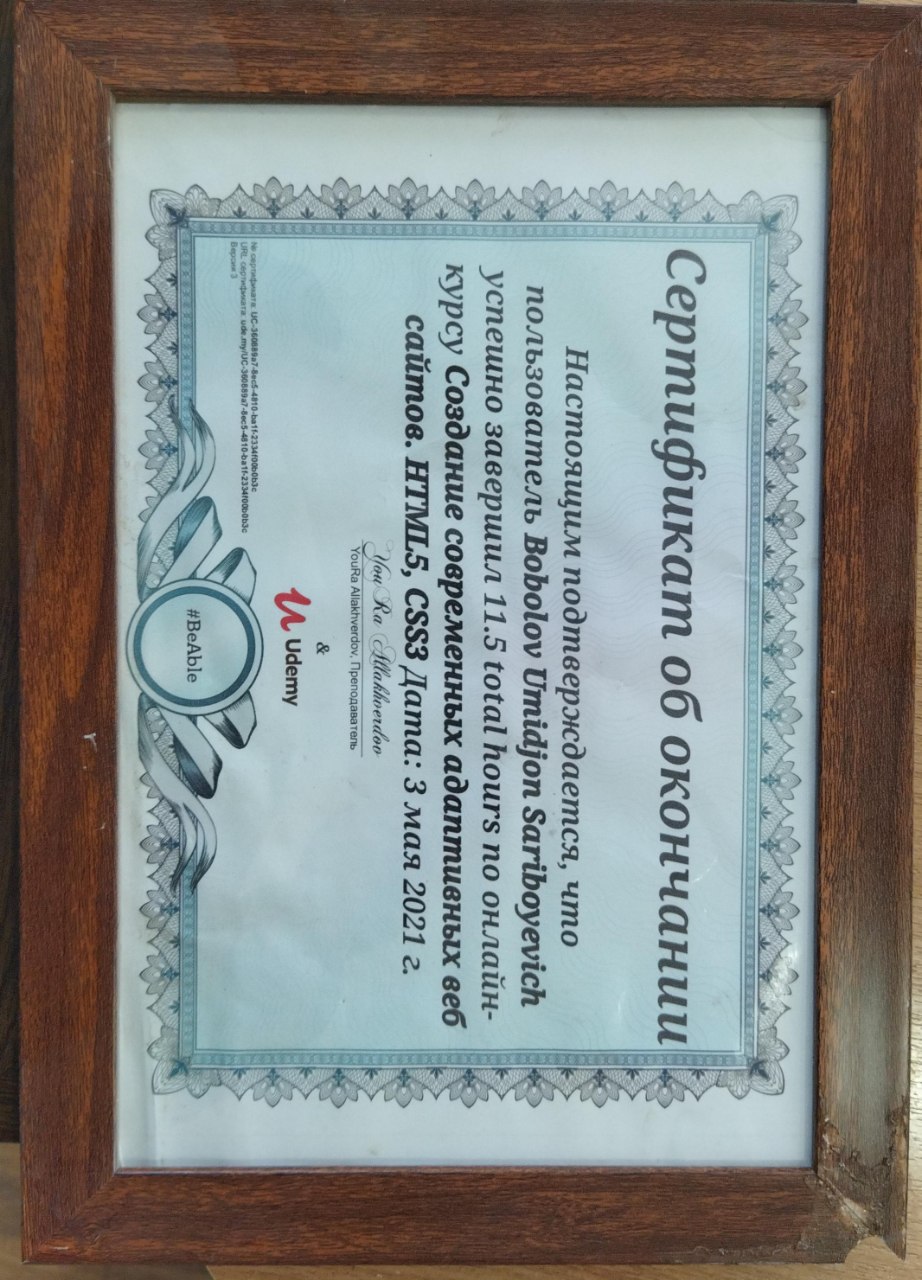 Сертификат об окончании
Настоящим подтверждается, что
пользователь Bobolov Umidjon Sariboyevich
успешно завершил 11.5 total hours по онлайн-
курсу Создание современных адаптивных веб
сайтов. HTML5, CSS3 Дата: 3 мая 2021 г.
You Ra Allakhverdov
YouRa Allakhverdov, Преподаватель
&
Udemy
№ сертификата: UC-360889a7-8ec5-4810-ba1f-2334f00b0b3c
URL сертификата: ude.my/UC-360889a7-8ec5-4810-ba1f-2334f00b0b3c
Версия 3
#BeAble